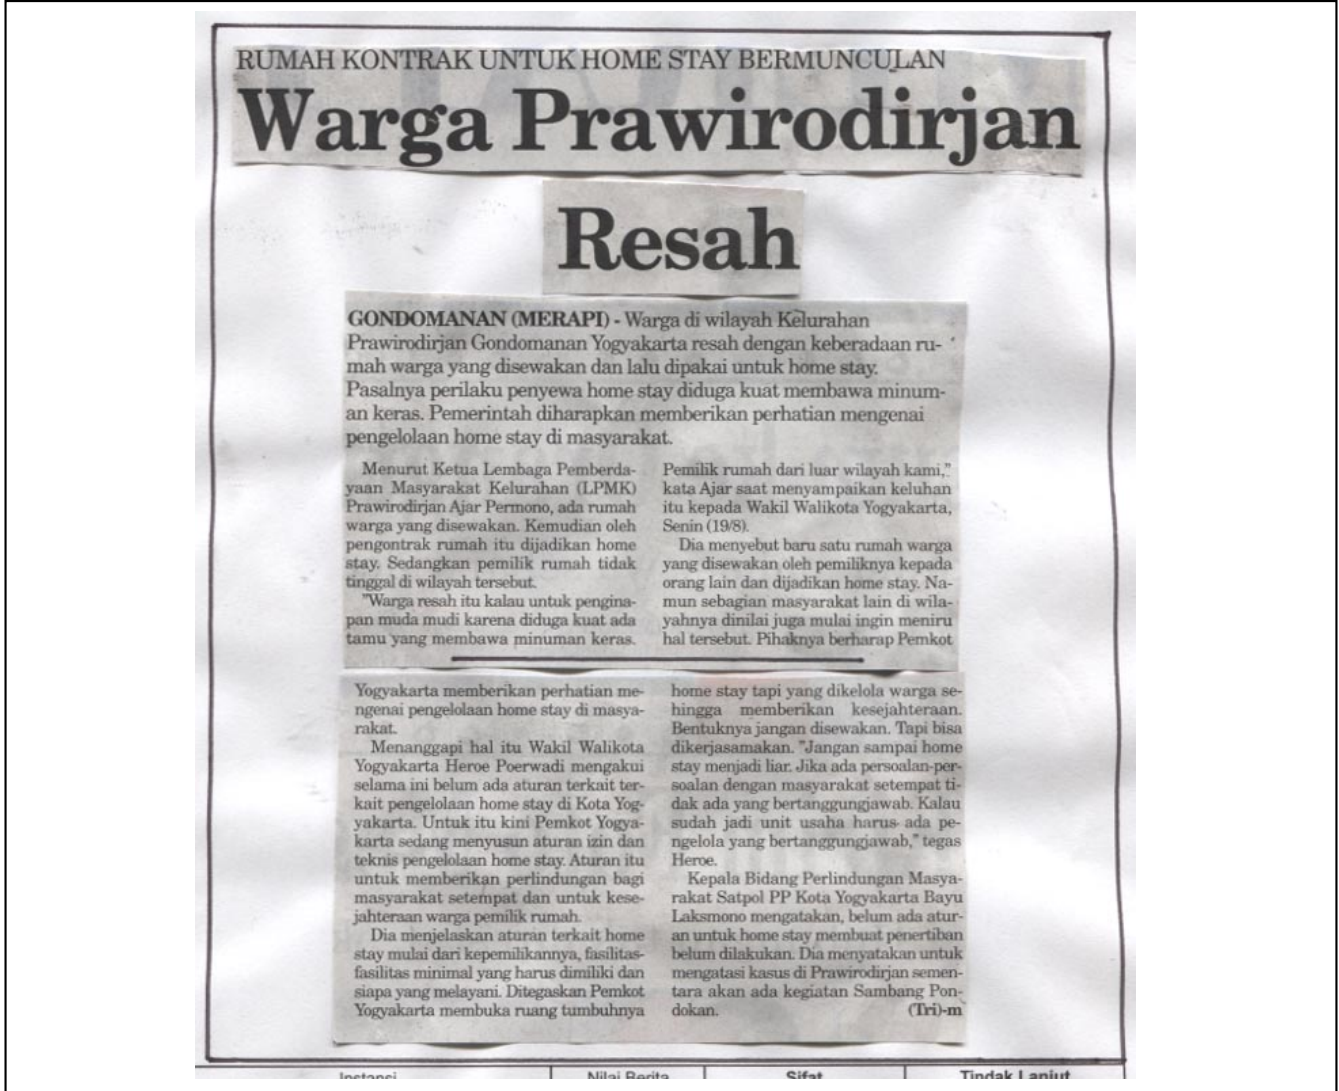 RUMAH KONTRAK UNTUK HOME STAY BERMUNCULAN
Warga Prawirodirjan
Resah
GONDOMANAN (MERAPI) - Warga di wilayah Kelurahan
Prawirodirjan Gondomanan Yogyakarta resah dengan keberadaan ru-
mah warga yang disewakan dan lalu dipakai untuk home stay.
Pasalnya perilaku penyewa home stay diduga kuat membawa minum-
an keras. Pemerintah diharapkan memberikan perhatian mengenai
pengelolaan home stay di masyarakat.
Menurut Ketua Lembaga Pemberda-
yaan Masyarakat Kelurahan (LPMK)
Prawirodirjan Ajar Permono, ada rumah
warga yang disewakan. Kemudian oleh
pengontrak rumah itu dijadikan home
stay. Sedangkan pemilik rumah tidak
tinggal di wilayah tersebut.
"Warga resah itu kalau untuk pengina-
pan muda mudi karena diduga kuat ada
tamu yang membawa minuman keras.
Pemilik rumah dari luar wilayah kami,"
kata Ajar saat menyampaikan keluhan
itu kepada Wakil Walikota Yogyakarta,
Senin (19/8).
Dia menyebut baru satu rumah warga
yang disewakan oleh pemiliknya kepada
orang lain dan dijadikan home stay. Na-
mun sebagian masyarakat lain di wila-
yahnya dinilai juga mulai ingin meniru
hal tersebut. Pihaknya berharap Pemkot
Yogyakarta memberikan perhatian me-
ngenai pengelolaan home stay di masya-
rakat.
Menanggapi hal itu Wakil Walikota
Yogyakarta Heroe Poerwadi mengakui
selama ini belum ada aturan terkait ter-
kait pengelolaan home stay di Kota Yog-
yakarta. Untuk itu kini Pemkot Yogya-
karta sedang menyusun aturan izin dan
teknis pengelolaan home stay. Aturan itu
untuk memberikan perlindungan bagi
masyarakat setempat dan untuk kese-
jahteraan warga pemilik rumah.
Dia menjelaskan aturan terkait home
stay mulai dari kepemilikannya, fasilitas-
fasilitas minimal yang harus dimiliki dan
siapa yang melayani. Ditegaskan Pemkot
Yogyakarta membuka ruang tumbuhnya
home stay tapi yang dikelola warga se-
hingga memberikan kesejahteraan.
Bentuknya jangan disewakan. Tapi bisa
dikerjasamakan. "Jangan sampai home
stay menjadi liar. Jika ada persoalan-per-
soalan dengan masyarakat setempat ti-
dak ada yang bertanggungjawab. Kalau
sudah jadi unit usaha harus ada pe-
ngelola yang bertanggungjawab," tegas
Heroe.
Kepala Bidang Perlindungan Masya-
rakat Satpol PP Kota Yogyakarta Bayu
Laksmono mengatakan, belum ada atur-
an untuk home stay membuat penertiban
belum dilakukan. Dia menyatakan untuk
mengatasi kasus di Prawirodirjan semen-
tara akan ada kegiatan Sambang Pon-
dokan. (Tri)-m
Instansi Nilai Berita Sifat Tindak Lanjut